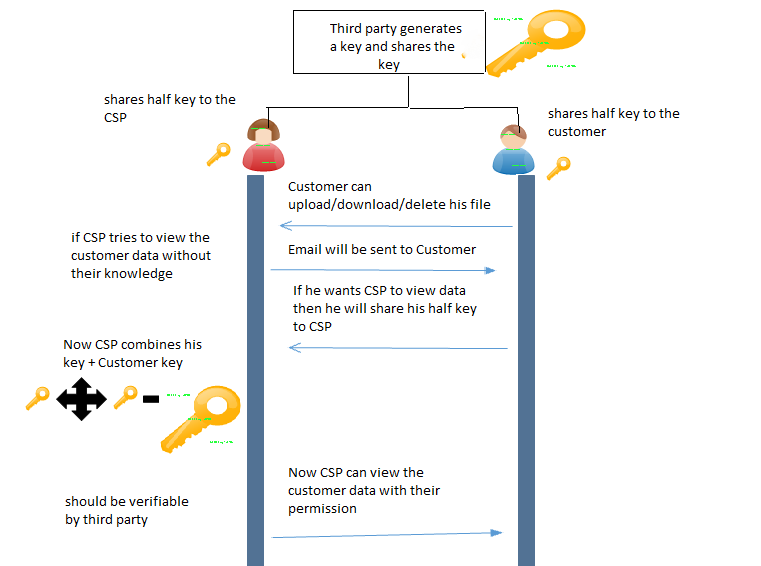 Third party generates
a key and shares the
key
shares half key to the
CSP
shares half key to the
customer
Customer can
upload/download/delete his file
if CSP tries to view the
customer data without
their knowledge
Email will be sent to Customer
If he wants CSP to view data
then he will share his half key
to CSP
Now CSP combines his
key + Customer key
Now CSP can view the
customer data with their
permission
should be verifiable
by third party